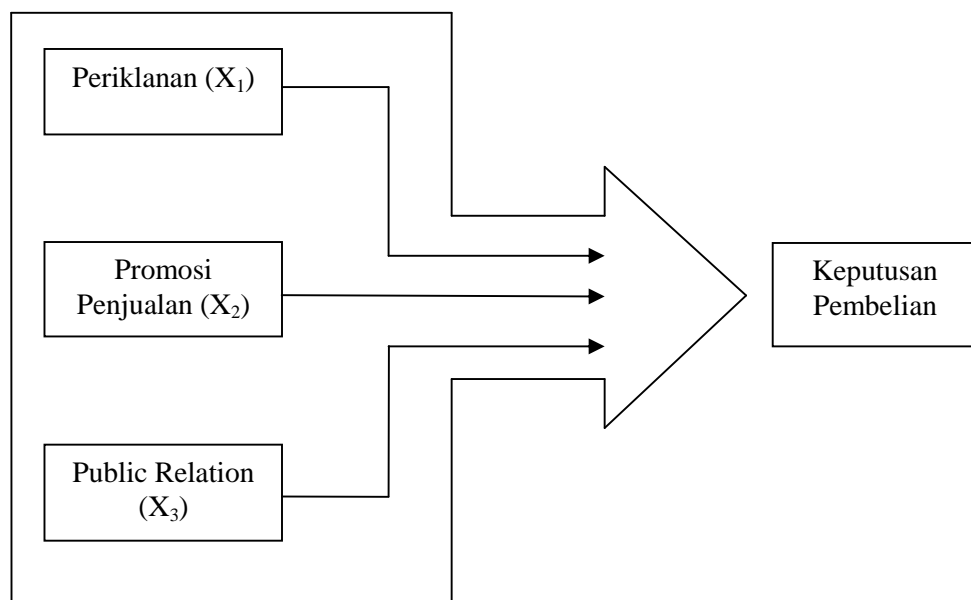 Periklanan (X₁)
Promosi
Penjualan (X₂)
Keputusan
Pembelian
Public Relation
(X₃)